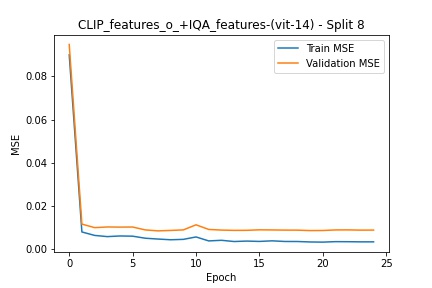 CLIP_features_o_+IQA_features-(vit-14) - Split 8
Train MSE
Validation MSE
MSE
0.08
0.06
0.04
0.02
0.00
0
5
10
15
20
25
Epoch